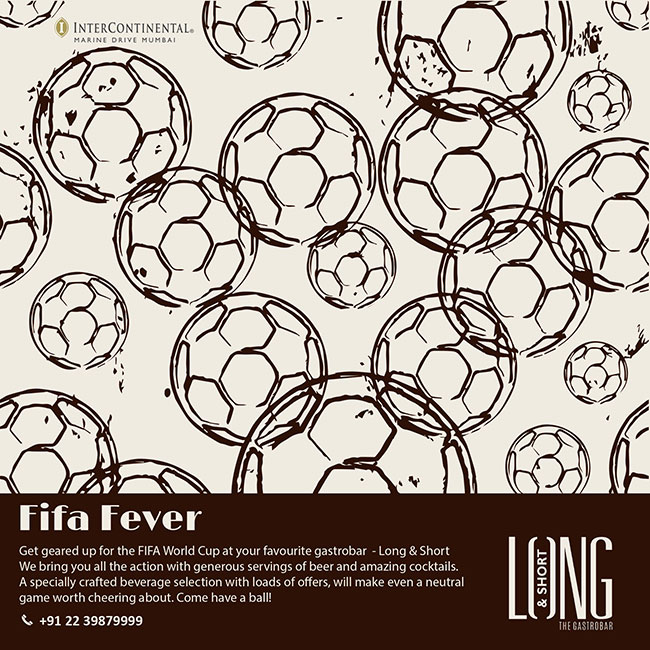 INTERCONTINENTAL®
MARINE DRIVE MUMBAI
Fifa Fever
Get geared up for the FIFA World Cup at your favourite gastrobar - Long & Short
We bring you all the action with generous servings of beer and amazing cocktails.
A specially crafted beverage selection with loads of offers, will make even a neutral
game worth cheering about. Come have a ball!
+91 22 39879999
LONG
& SHORT
THE GASTROBAR